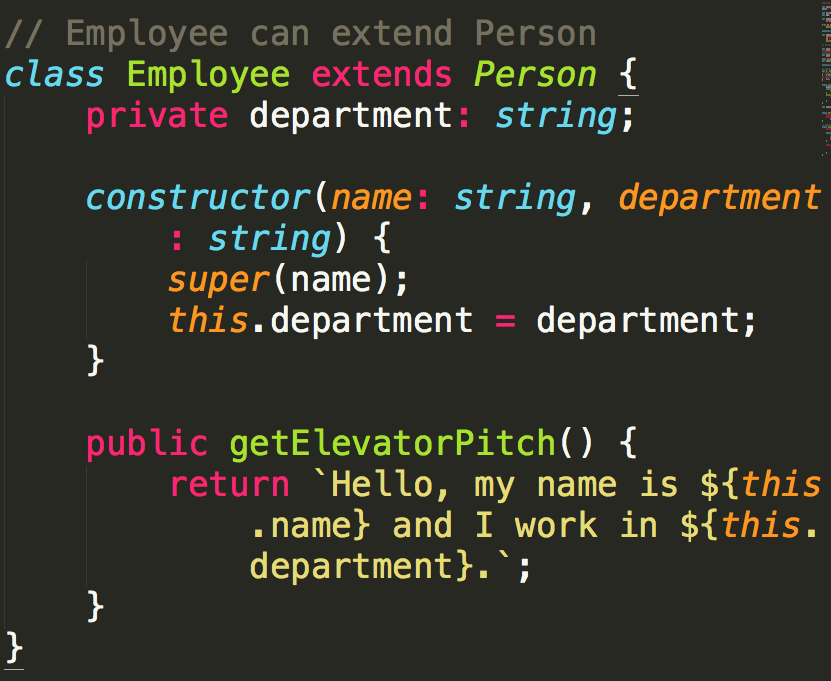 // Employee can extend Person
class Employee extends Person {
    private department: string;

    constructor(name: string, department
        : string) {
        super(name);
        this.department = department;
    }

    public getElevatorPitch() {
        return `Hello, my name is ${this
            .name} and I work in ${this.
            department}.`;
    }
}